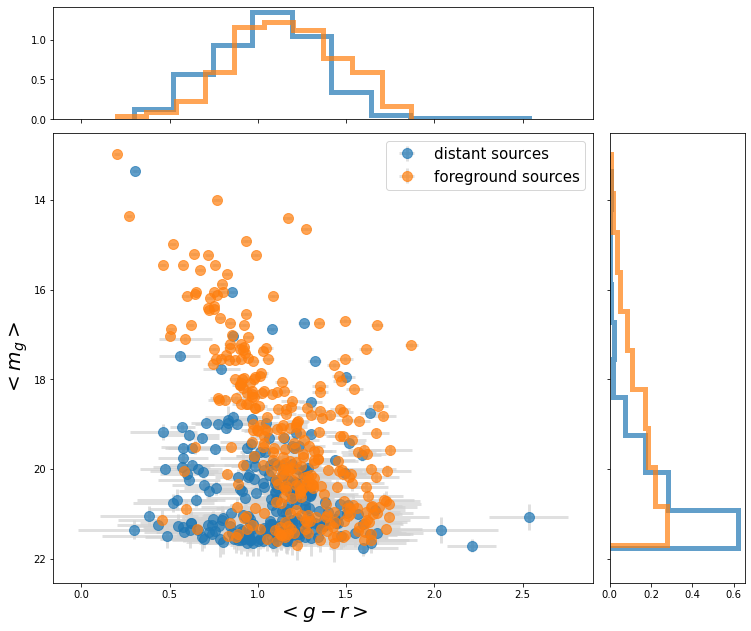 1.0
0.5
0.0
distant sources
foreground sources
14
16
18
20
22
< m_g >
0.0 0.5 1.0 1.5 2.0 2.5
< g − r >
0.0 0.2 0.4 0.6